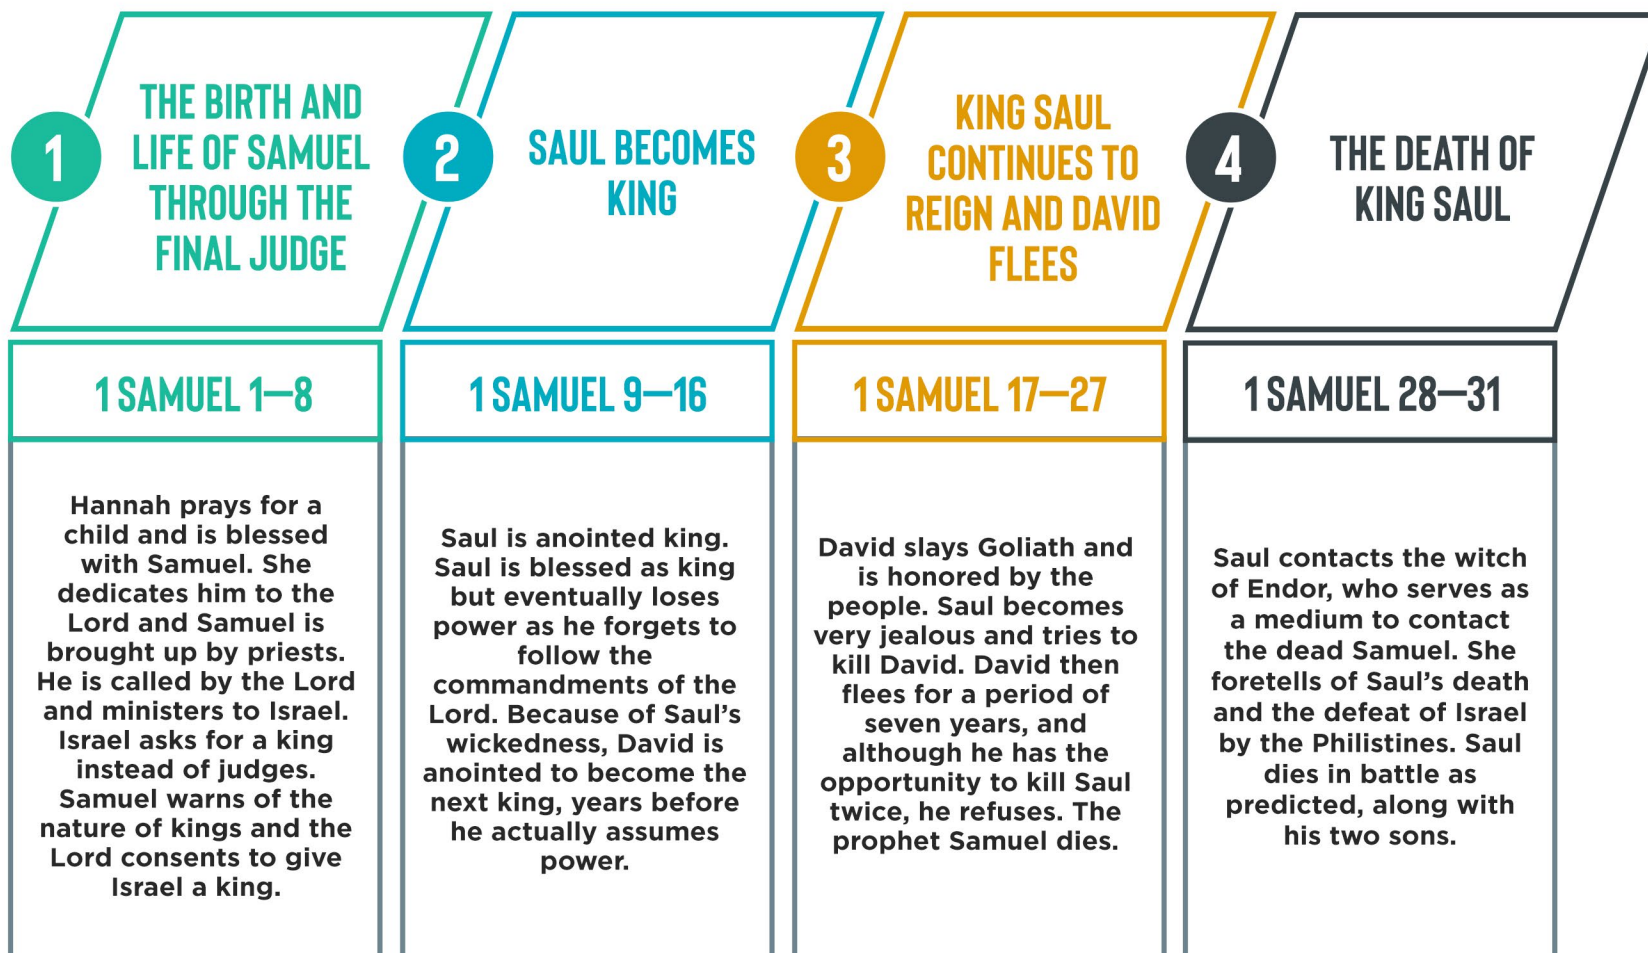 1
THE BIRTH AND
LIFE OF SAMUEL
THROUGH THE
FINAL JUDGE
1 SAMUEL 1—8
Hannah prays for a
child and is blessed
with Samuel. She
dedicates him to the
Lord and Samuel is
brought up by priests.
He is called by the Lord
and ministers to Israel.
Israel asks for a king
instead of judges.
Samuel warns of the
nature of kings and the
Lord consents to give
Israel a king.
2
SAUL BECOMES
KING
1 SAMUEL 9—16
Saul is anointed king.
Saul is blessed as king
but eventually loses
power as he forgets to
follow the
commandments of the
Lord. Because of Saul’s
wickedness, David is
anointed to become the
next king, years before
he actually assumes
power.
3
KING SAUL
CONTINUES TO
REIGN AND DAVID
FLEES
1 SAMUEL 17—27
David slays Goliath and
is honored by the
people. Saul becomes
very jealous and tries to
kill David. David then
flees for a period of
seven years, and
although he has the
opportunity to kill Saul
twice, he refuses. The
prophet Samuel dies.
4
THE DEATH OF
KING SAUL
1 SAMUEL 28—31
Saul contacts the witch
of Endor, who serves as
a medium to contact
the dead Samuel. She
foretells of Saul’s death
and the defeat of Israel
by the Philistines. Saul
dies in battle as
predicted, along with
his two sons.